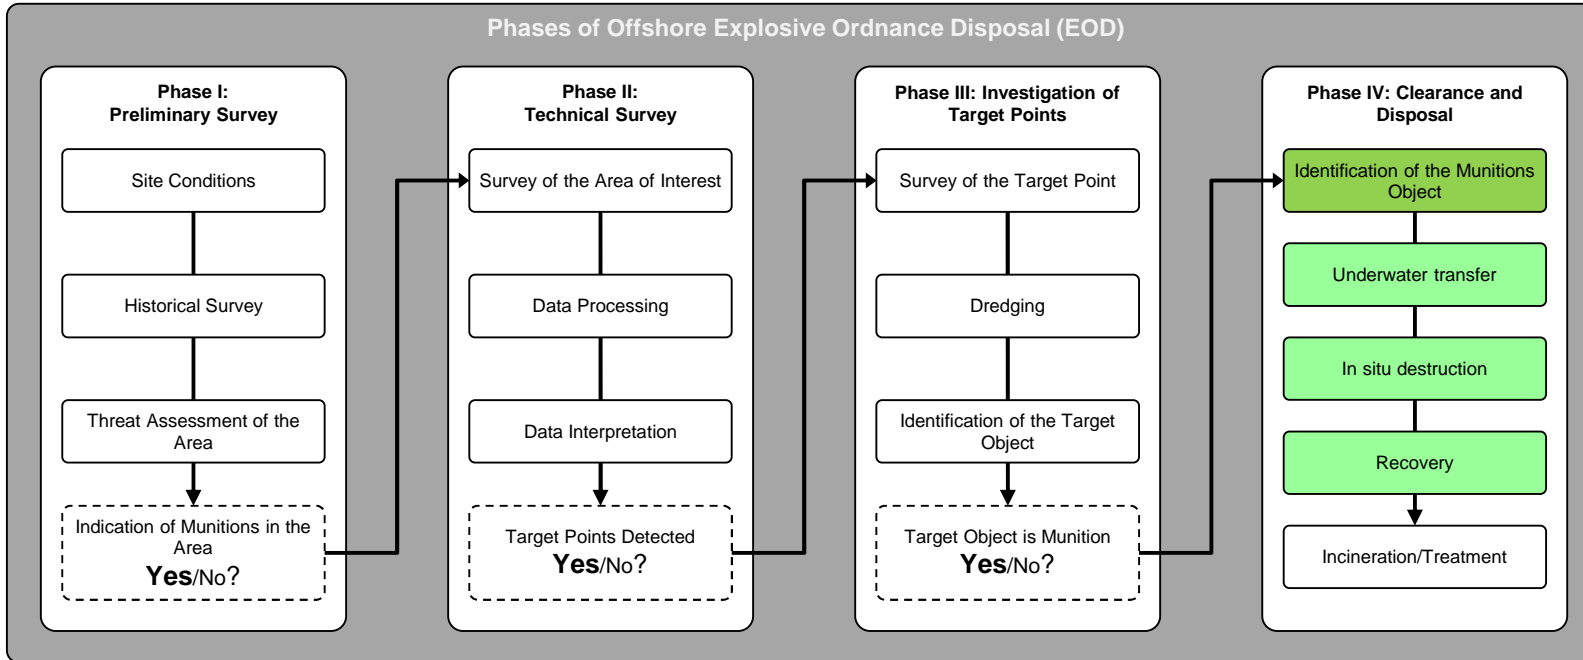 Phases of Offshore Explosive Ordnance Disposal (EOD)
Phase I:
Preliminary Survey
Site Conditions
Historical Survey
Threat Assessment of the
Area
Indication of Munitions in the
Area
Yes/No?
Phase II:
Technical Survey
Survey of the Area of Interest
Data Processing
Data Interpretation
Target Points Detected
Yes/No?
Phase III: Investigation of
Target Points
Survey of the Target Point
Dredging
Identification of the Target
Object
Target Object is Munition
Yes/No?
Phase IV: Clearance and
Disposal
Identification of the Munitions
Object
Underwater transfer
In situ destruction
Recovery
Incineration/Treatment